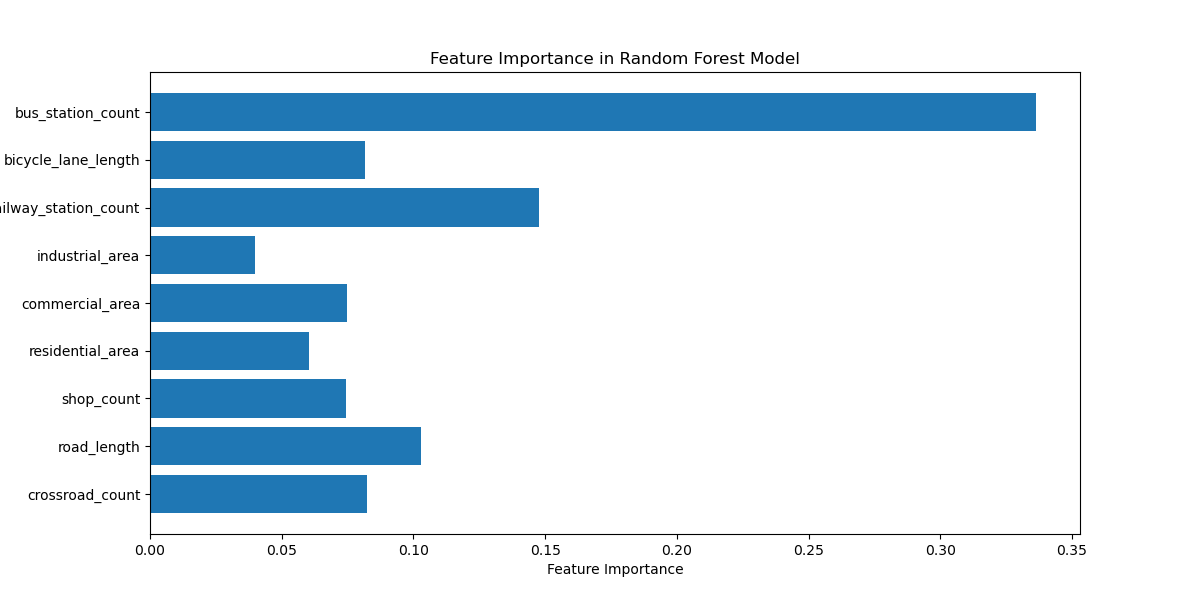 Feature Importance in Random Forest Model
bus_station_count
bicycle_lane_length
ilway_station_count
industrial_area
commercial_area
residential_area
shop_count
road_length
crossroad_count
0.00 0.05 0.10 0.15 0.20 0.25 0.30 0.35
Feature Importance